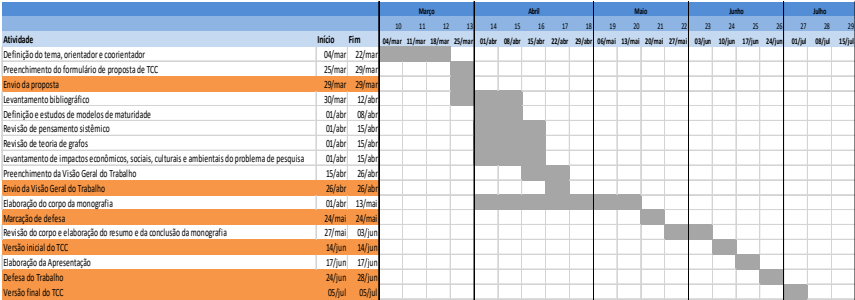 Março Abril Maio Junho Julho
10 11 12 13 14 15 16 17 18 19 20 21 22 23 24 25 26 27 28 29
Atividade Início Fim 04/mar 11/mar 18/mar 25/mar 01/abr 08/abr 15/abr 22/abr 29/abr 06/mai 13/mai 20/mai 27/mai 03/jun 10/jun 17/jun 24/jun 01/jul 08/jul 15/jul
Definição do tema, orientador e coorientador 04/mar 22/mar
Preenchimento do formulário de proposta de TCC 25/mar 29/mar
Envio da proposta 29/mar 29/mar
Levantamento bibliográfico 30/mar 12/abr
Definição e estudos de modelos de maturidade 01/abr 08/abr
Revisão de pensamento sistêmico 01/abr 15/abr
Revisão de teoria de grafos 01/abr 15/abr
Levantamento de impactos econômicos, sociais, culturais e ambientais do problema de pesquisa 01/abr 15/abr
Preenchimento da Visão Geral do Trabalho 15/abr 26/abr
Envio da Visão Geral do Trabalho 26/abr 26/abr
Elaboração do corpo da monografia 01/abr 13/mai
Marcação de defesa 24/mai 24/mai
Revisão do corpo e elaboração do resumo e da conclusão da monografia 27/mai 03/jun
Versão inicial do TCC 14/jun 14/jun
Elaboração da Apresentação 17/jun 17/jun
Defesa do Trabalho 24/jun 28/jun
Versão final do TCC 05/jul 05/jul